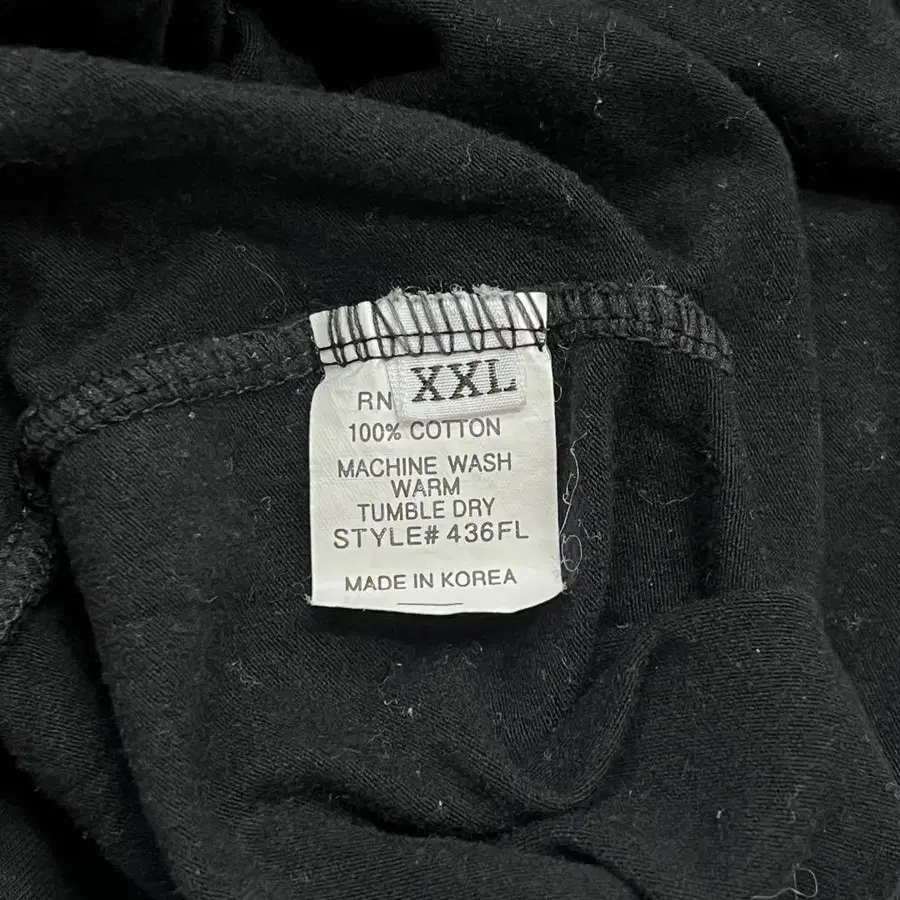 XXL
RN
100% COTTON
MACHINE WASH
WARM
TUMBLE DRY
STYLE# 436FL
MADE IN KOREA